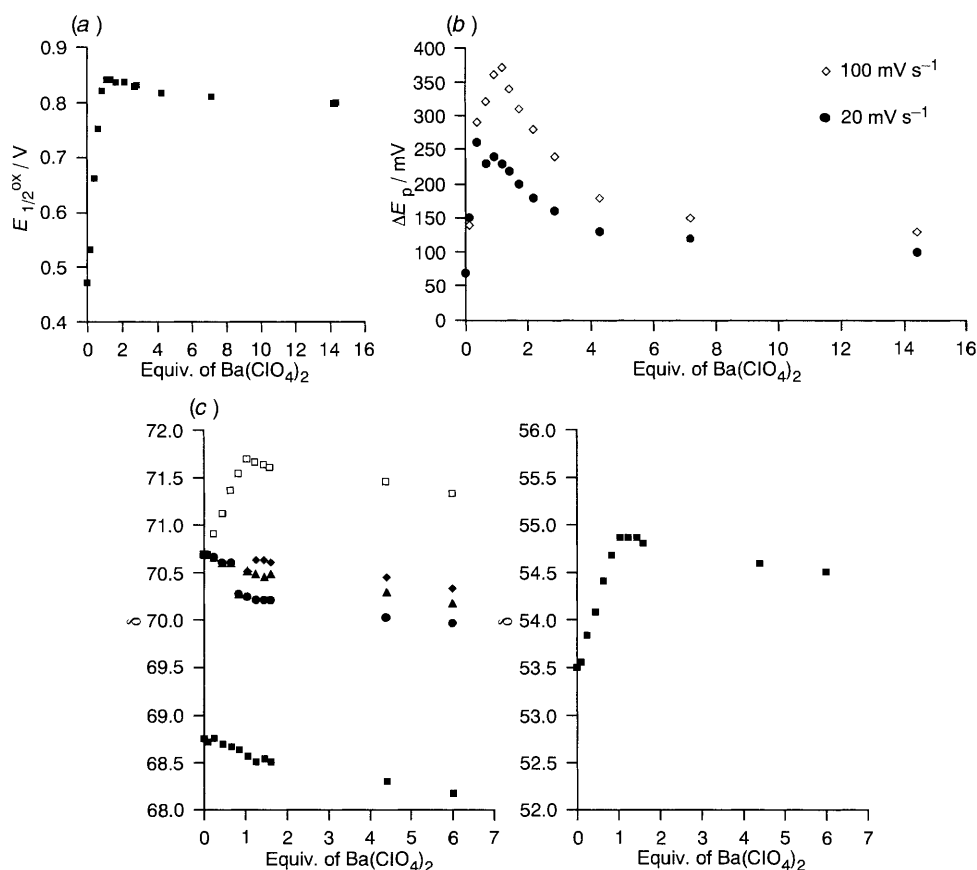 (a)
0.9
0.8
0.7
0.6
0.5
0.4
E 1/2 ox / V
0 2 4 6 8 10 12 14 16
Equiv. of Ba(ClO4)2
(b)
400
350
300
250
200
150
100
50
0
ΔE p / mV
◇ 100 mV s−1
● 20 mV s−1
0 2 4 6 8 10 12 14 16
Equiv. of Ba(ClO4)2
(c)
72.0
71.5
71.0
70.5
70.0
69.5
69.0
68.5
68.0
δ
0 1 2 3 4 5 6 7
Equiv. of Ba(ClO4)2
56.0
55.5
55.0
54.5
54.0
53.5
53.0
52.5
52.0
δ
0 1 2 3 4 5 6 7
Equiv. of Ba(ClO4)2